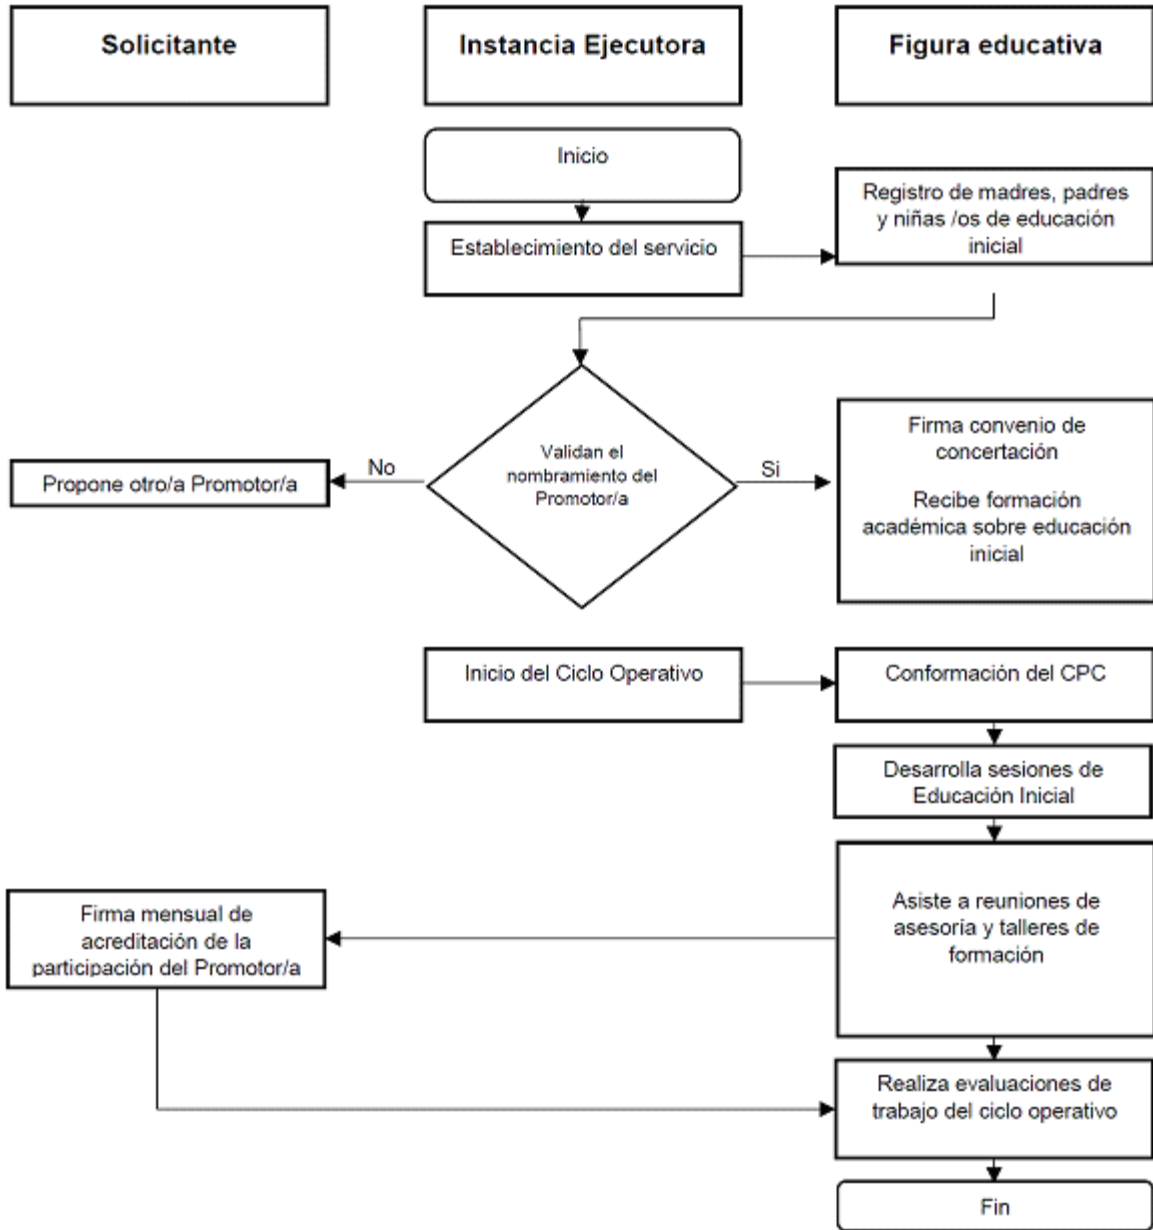 Solicitante
Instancia Ejecutora
Figura educativa
Inicio
Registro de madres, padres
y niñas /os de educación
inicial
Establecimiento del servicio
Validan el
nombramiento del
Promotor/a
No
Si
Propone otro/a Promotor/a
Firma convenio de
concertación
Recibe formación
académica sobre educación
inicial
Inicio del Ciclo Operativo
Conformación del CPC
Desarrolla sesiones de
Educación Inicial
Asiste a reuniones de
asesoría y talleres de
formación
Firma mensual de
acreditación de la
participación del Promotor/a
Realiza evaluaciones de
trabajo del ciclo operativo
Fin